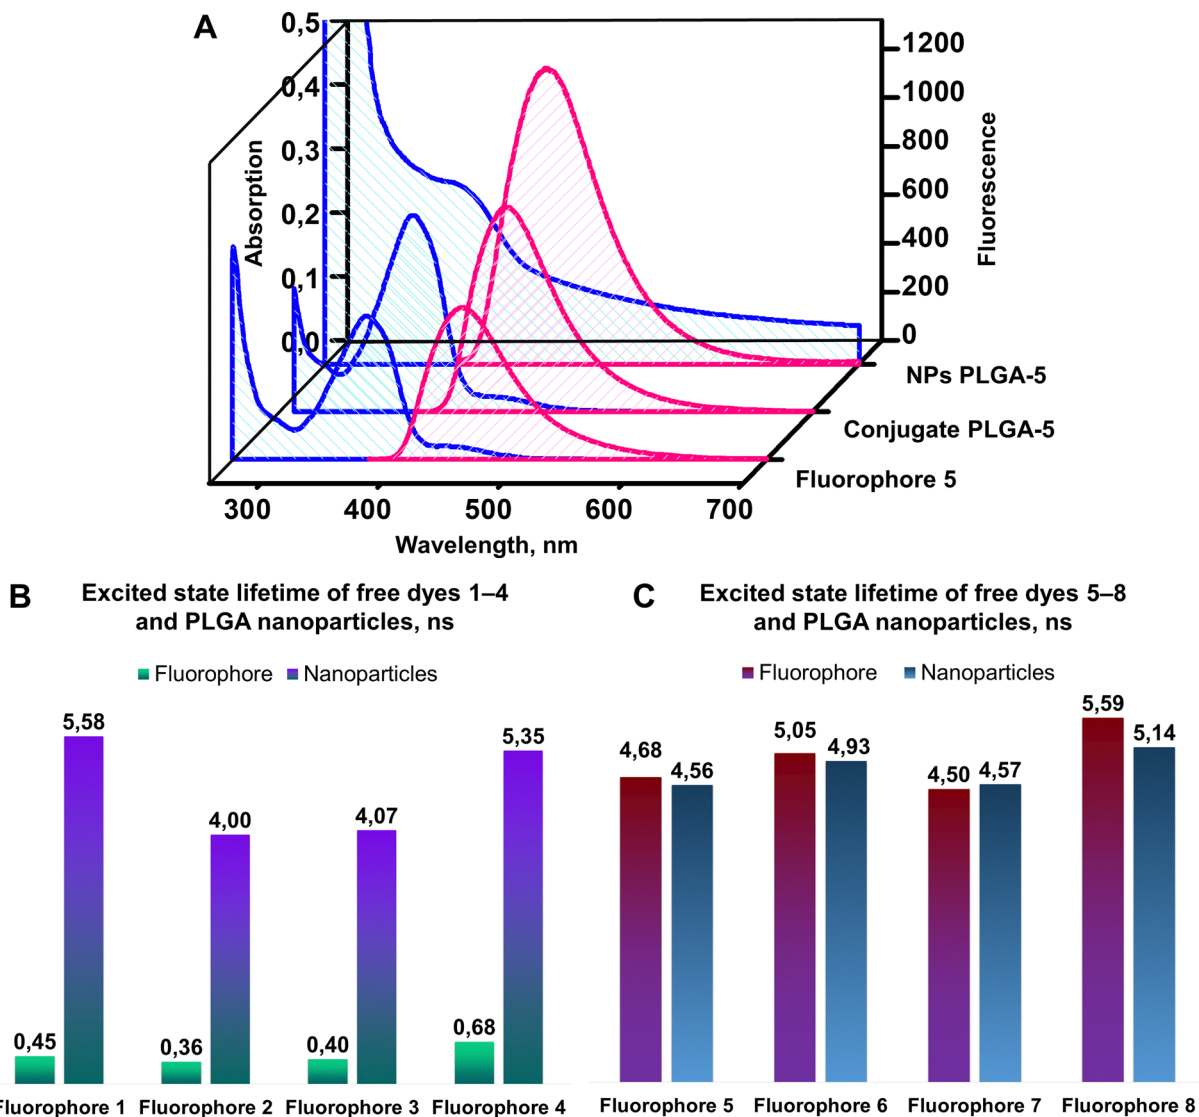 A
0,5
0,4
0,3
0,2
0,1
0,0
Absorption
1200
1000
800
600
400
200
0
Fluorescence
NPs PLGA-5
Conjugate PLGA-5
Fluorophore 5
300 400 500 600 700
Wavelength, nm
B
Excited state lifetime of free dyes 1–4
and PLGA nanoparticles, ns
Fluorophore Nanoparticles
5,58
4,00
4,07
5,35
0,45
0,36
0,40
0,68
Fluorophore 1 Fluorophore 2 Fluorophore 3 Fluorophore 4
C
Excited state lifetime of free dyes 5–8
and PLGA nanoparticles, ns
Fluorophore Nanoparticles
4,68
4,56
5,05
4,93
4,50
4,57
5,59
5,14
Fluorophore 5 Fluorophore 6 Fluorophore 7 Fluorophore 8